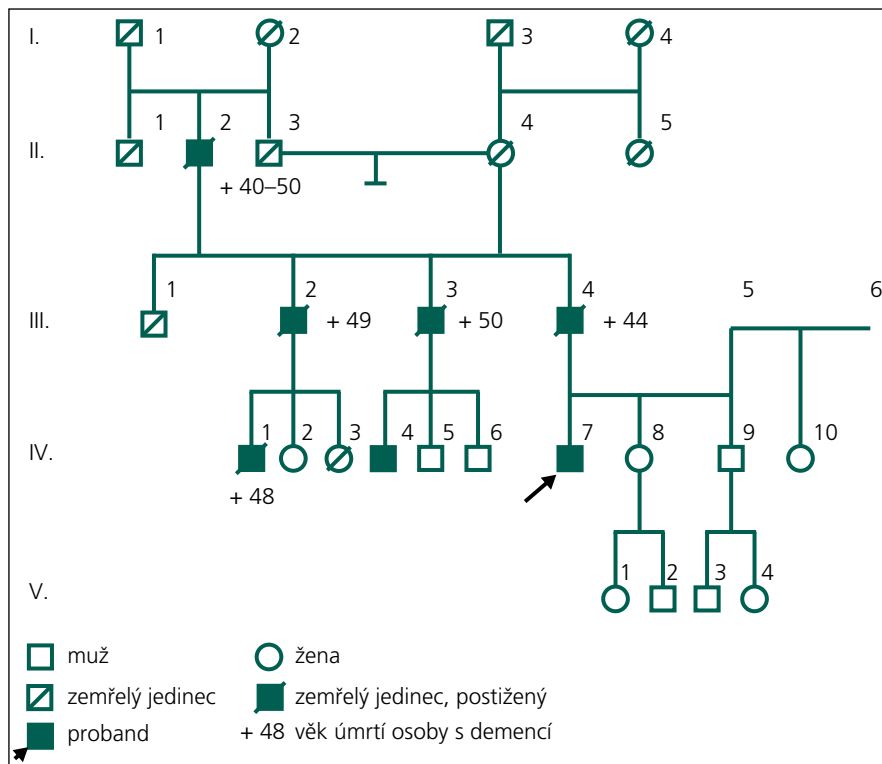 I. 1 2 3 4
1 2 3 4 5
II.
+ 40–50
1 2 3 4 5 6
III. + 49 + 50 + 44
1 2 3 4 5 6 7 8 9 10
IV.
+ 48
1 2 3 4
V.
muž žena
zemřelý jedinec zemřelý jedinec, postižený
proband + 48 věk úmrtí osoby s demencí